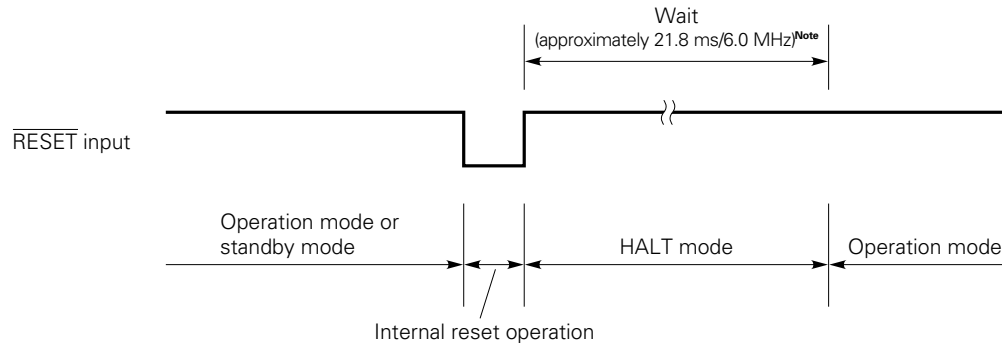 Wait
(approximately 21.8 ms/6.0 MHz)Note
RESET input
Operation mode or
standby mode
HALT mode
Operation mode
Internal reset operation